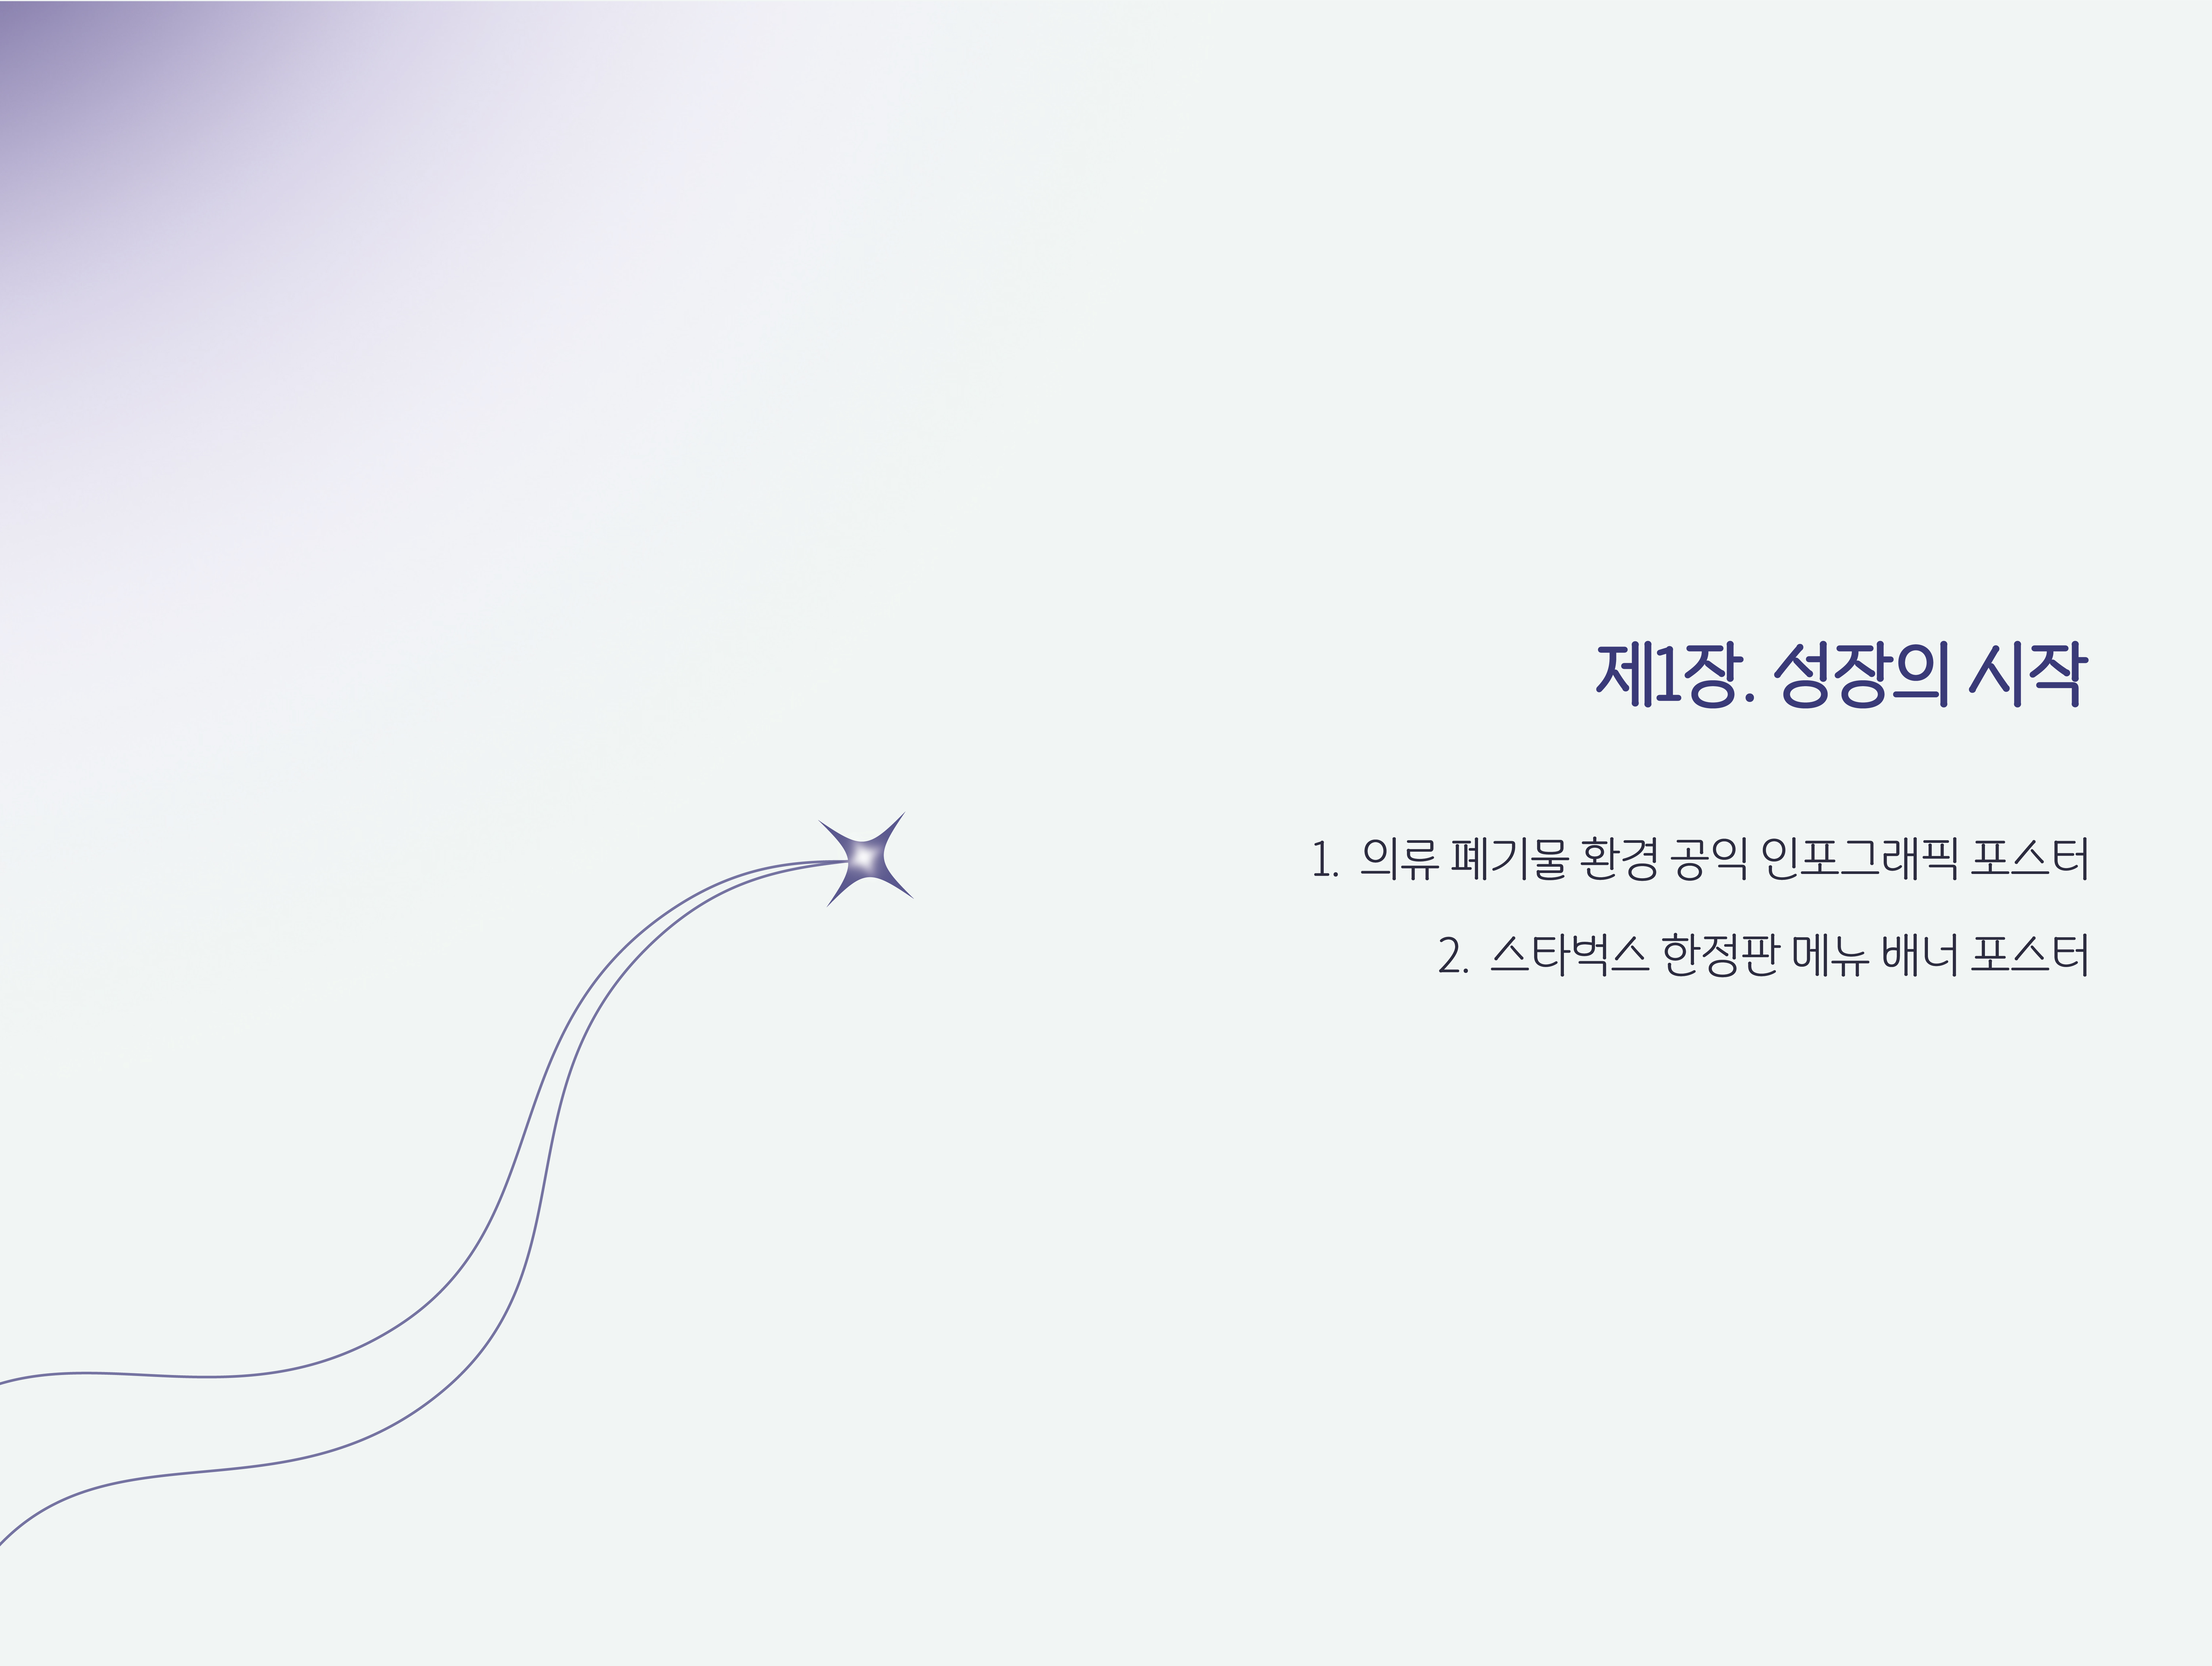 제1장. 성장의 시작
1. 의류 폐기물 환경 공익 인포그래픽 포스터
2. 스타벅스 한정판 메뉴 배너 포스터